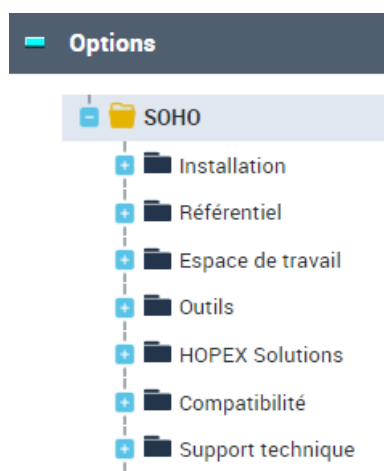 Options
SOHO
Installation
Référentiel
Espace de travail
Outils
HOPEX Solutions
Compatibilité
Support technique